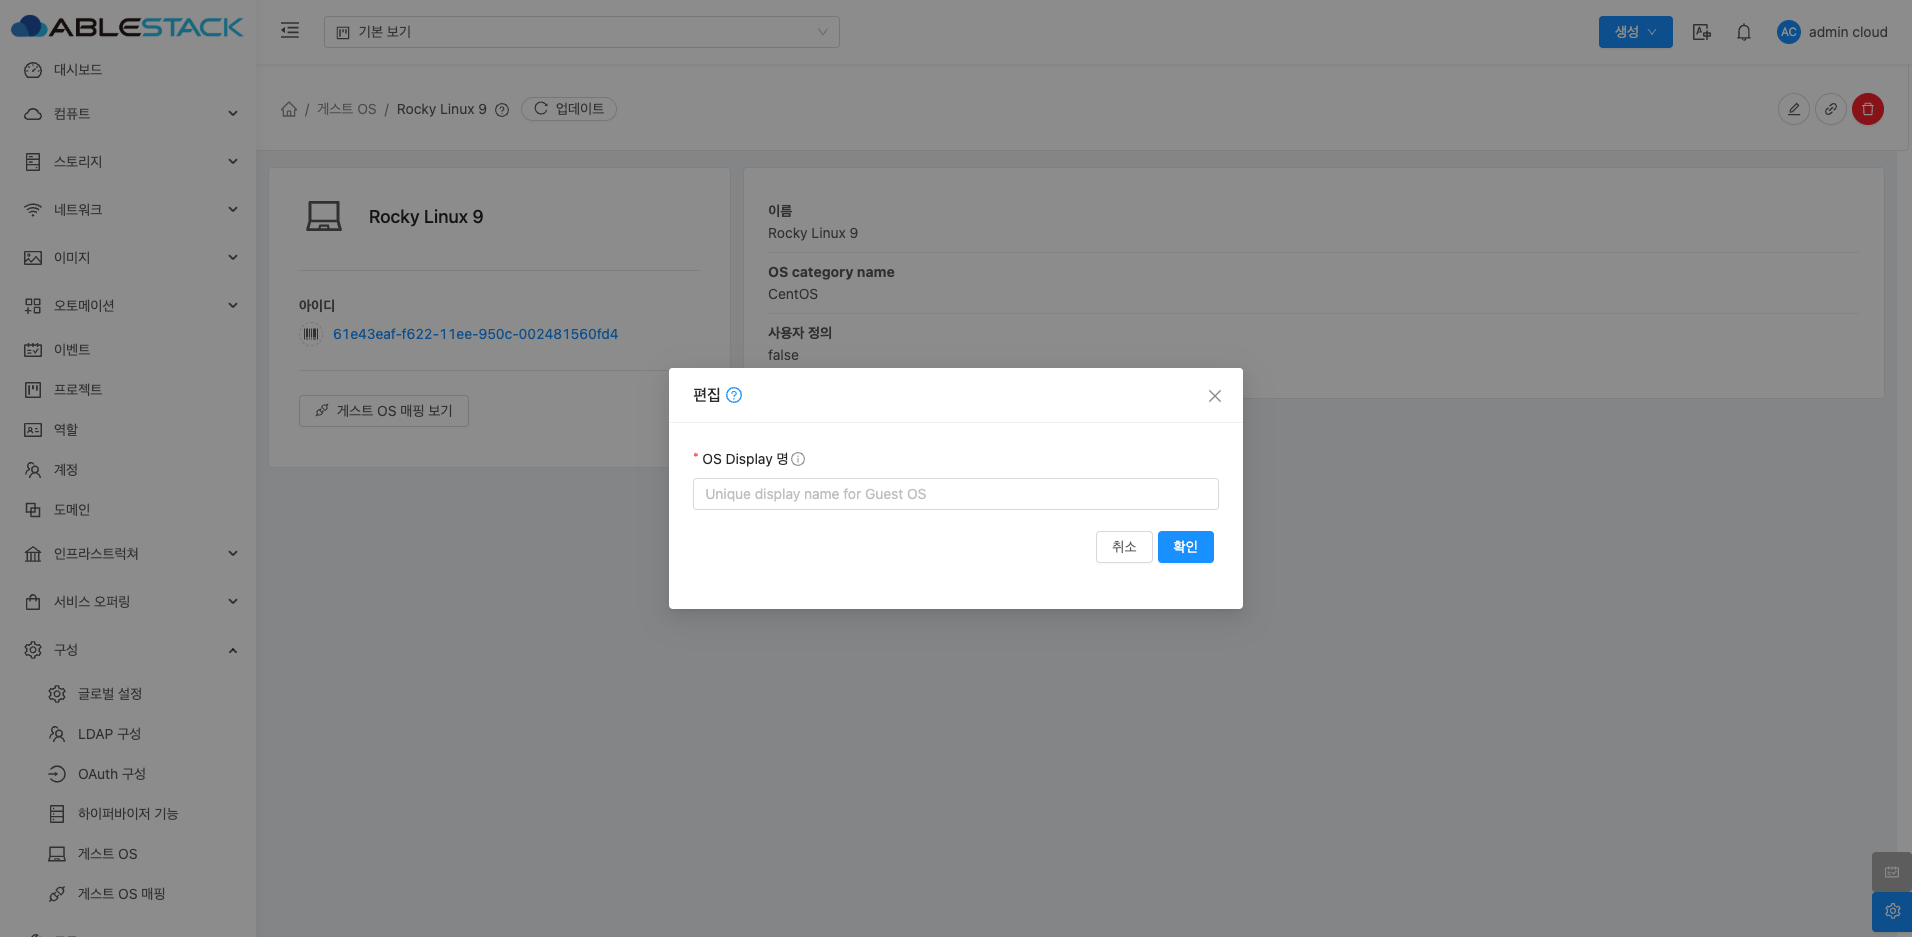 ABLESTACK
기본 보기
생성
AC
admin cloud
대시보드
컴퓨트
스토리지
네트워크
이미지
오토메이션
이벤트
프로젝트
역할
계정
도메인
인프라스트럭쳐
서비스 오퍼링
구성
글로벌 설정
LDAP 구성
OAuth 구성
하이퍼바이저 기능
게스트 OS
게스트 OS 매핑
/ 게스트 OS / Rocky Linux 9
업데이트
Rocky Linux 9
아이디
61e43eaf-f622-11ee-950c-002481560fd4
게스트 OS 매핑 보기
이름
Rocky Linux 9
OS category name
CentOS
사용자 정의
false
편집
* OS Display 명
Unique display name for Guest OS
취소
확인